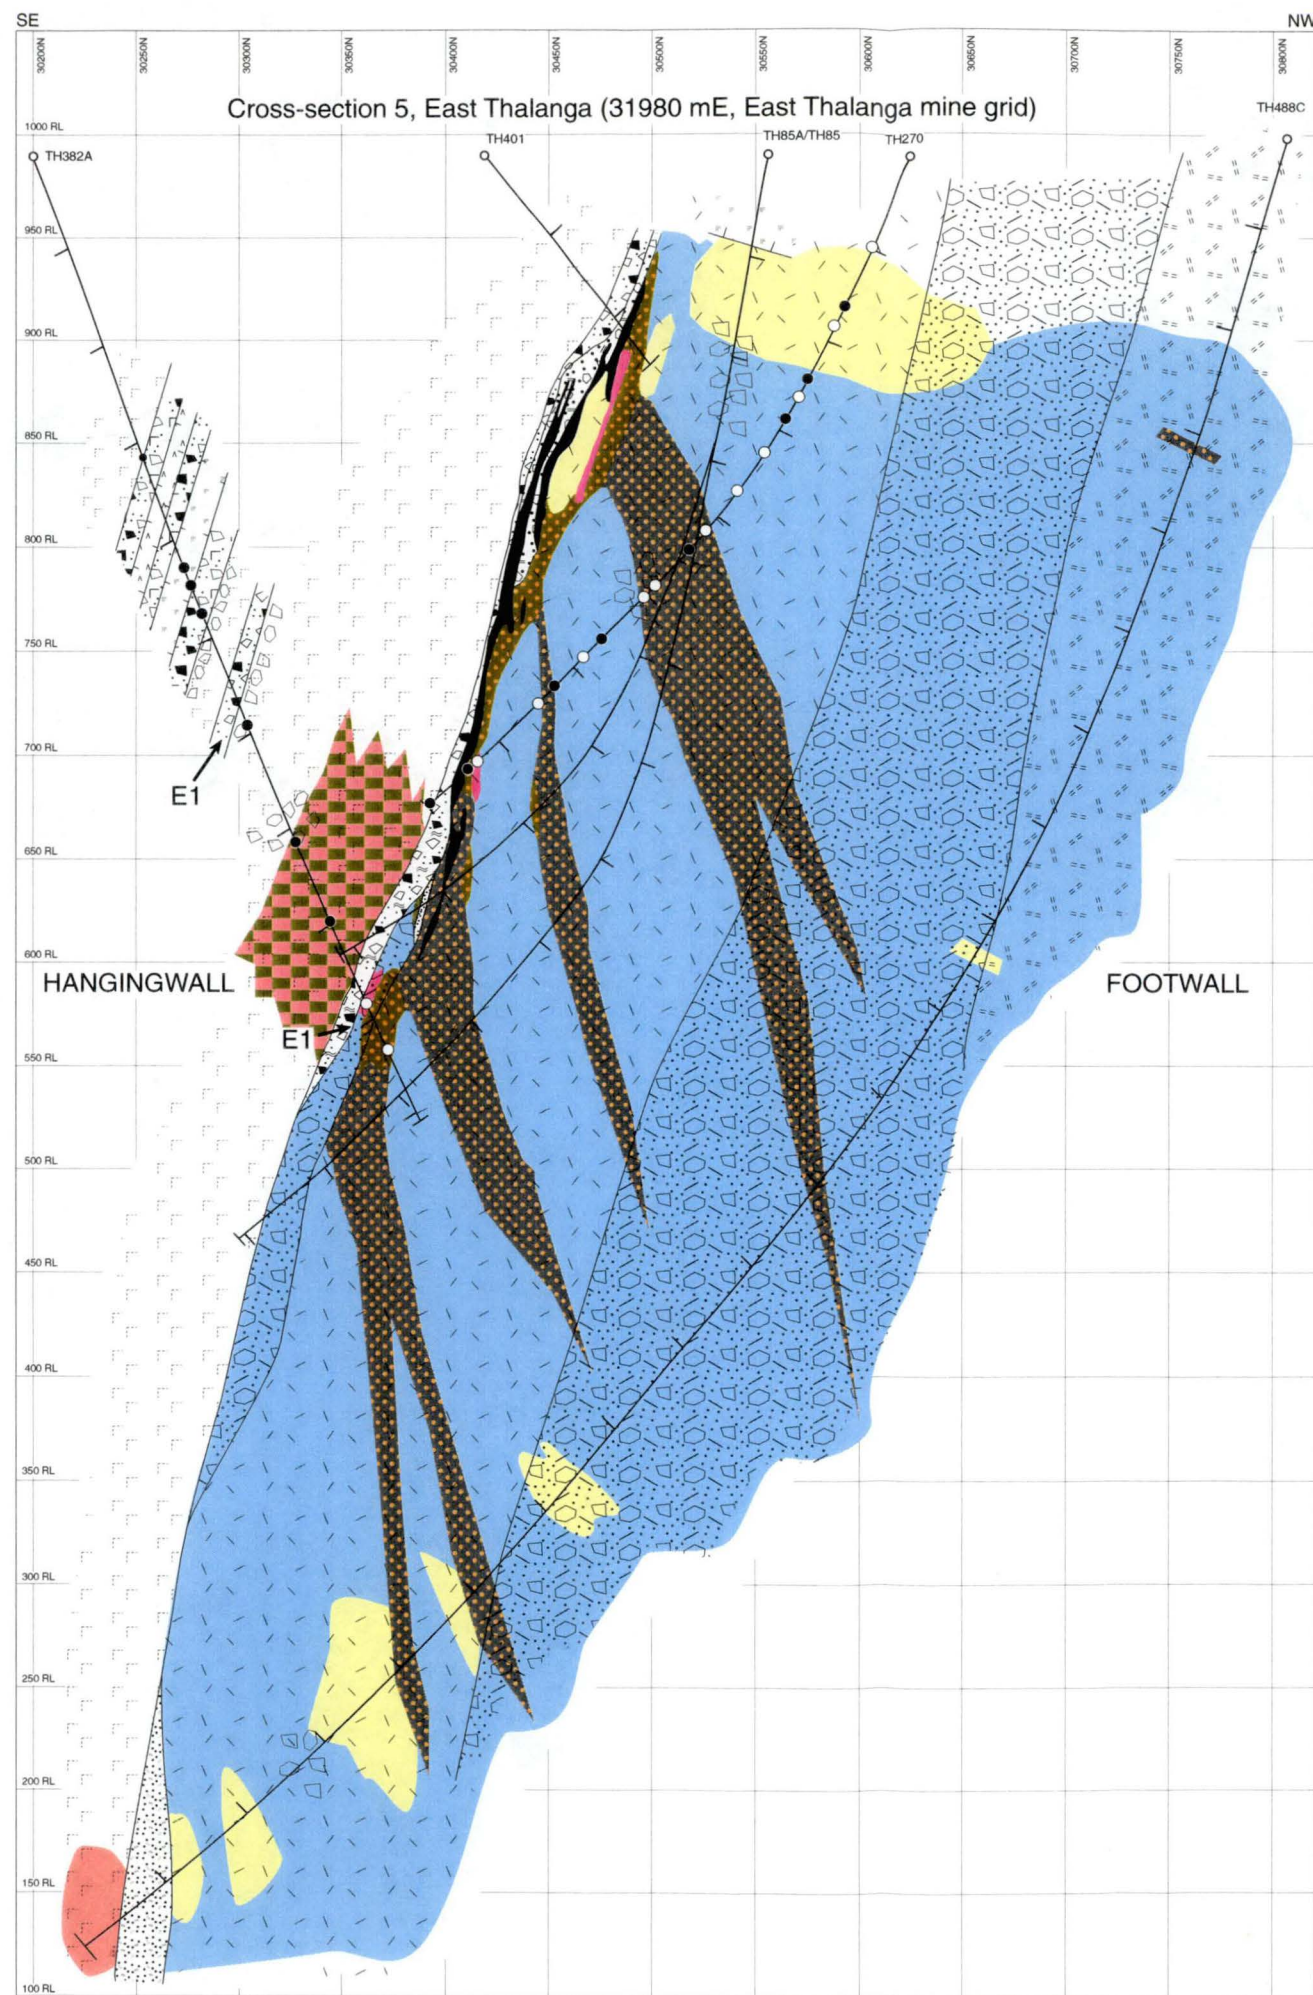 SE
NW
30200N
30250N
30300N
30350N
30400N
30450N
30500N
30550N
30600N
30650N
30700N
30750N
30800N
Cross-section 5, East Thalanga (31980 mE, East Thalanga mine grid)
TH488C
1000 RL
TH382A
TH401
TH85A/TH85
TH270
950 RL
900 RL
850 RL
800 RL
750 RL
700 RL
E1
650 RL
600 RL
HANGINGWALL
FOOTWALL
E1
550 RL
500 RL
450 RL
400 RL
350 RL
300 RL
250 RL
200 RL
150 RL
100 RL